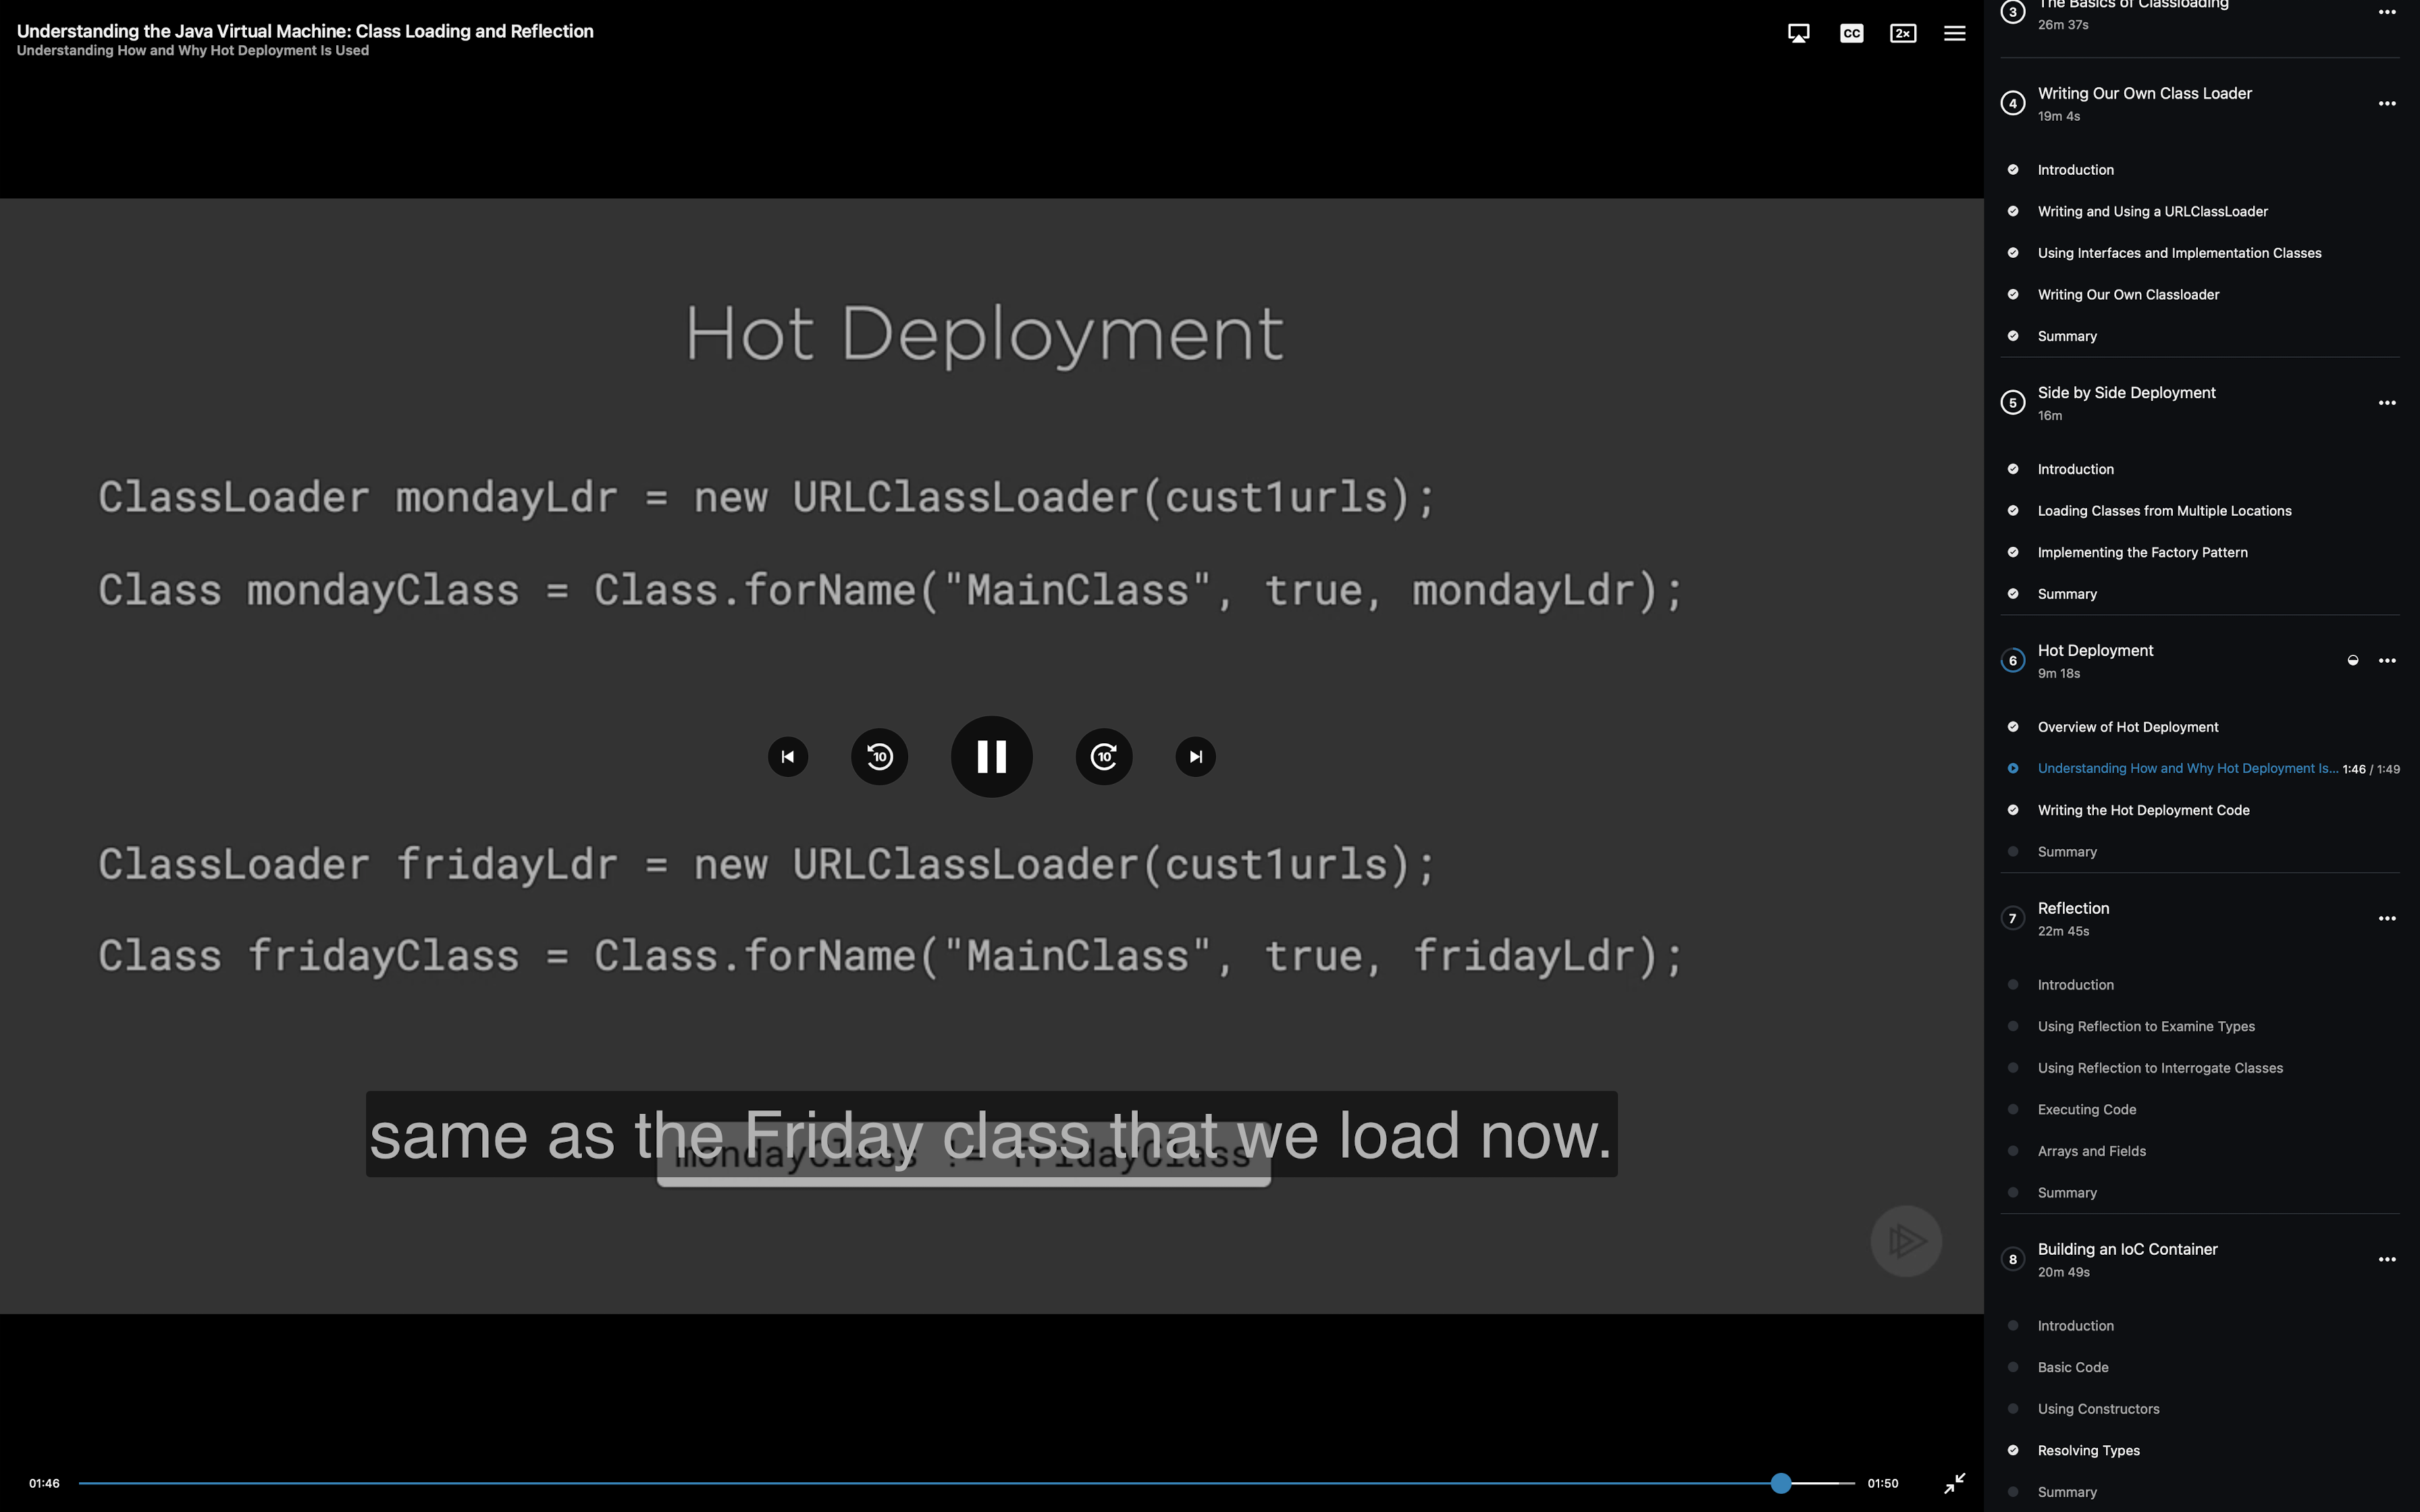 Understanding the Java Virtual Machine: Class Loading and Reflection
Understanding How and Why Hot Deployment Is Used
CC
2×
Hot Deployment
ClassLoader mondayLdr = new URLClassLoader(cust1urls);
Class mondayClass = Class.forName("MainClass", true, mondayLdr);
10
10
ClassLoader fridayLdr = new URLClassLoader(cust1urls);
Class fridayClass = Class.forName("MainClass", true, fridayLdr);
same as the Friday class that we load now.
mondayClass != fridayClass
01:46
01:50
3
The Basics of Classloading
26m 37s
4
Writing Our Own Class Loader
19m 4s
Introduction
Writing and Using a URLClassLoader
Using Interfaces and Implementation Classes
Writing Our Own Classloader
Summary
5
Side by Side Deployment
16m
Introduction
Loading Classes from Multiple Locations
Implementing the Factory Pattern
Summary
6
Hot Deployment
9m 18s
Overview of Hot Deployment
Understanding How and Why Hot Deployment Is... 1:46 / 1:49
Writing the Hot Deployment Code
Summary
7
Reflection
22m 45s
Introduction
Using Reflection to Examine Types
Using Reflection to Interrogate Classes
Executing Code
Arrays and Fields
Summary
8
Building an IoC Container
20m 49s
Introduction
Basic Code
Using Constructors
Resolving Types
Summary